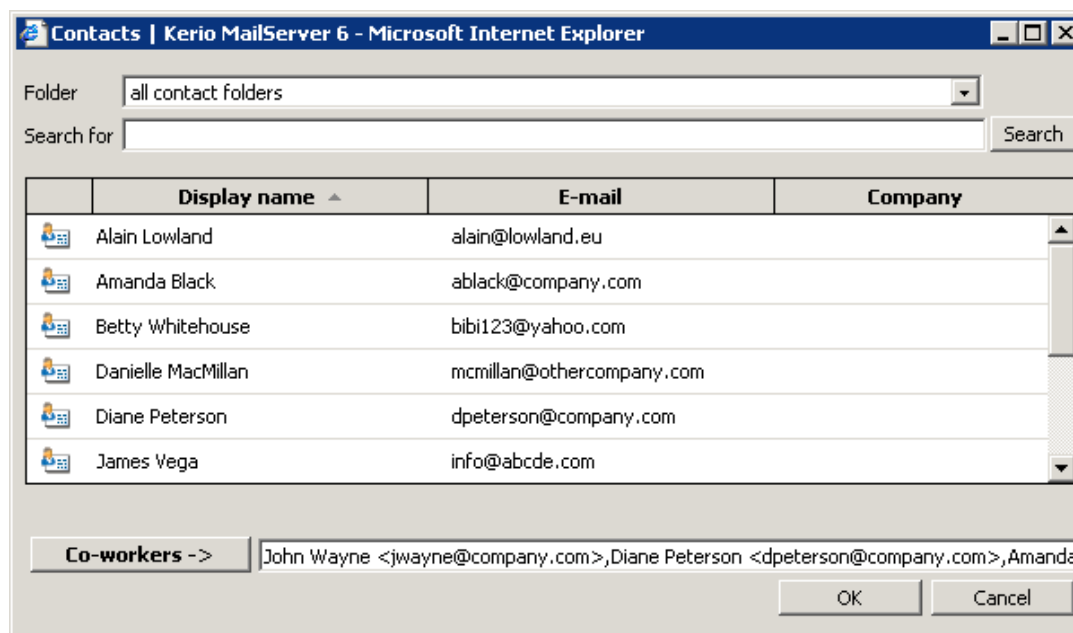 Contacts | Kerio MailServer 6 - Microsoft Internet Explorer
Folder all contact folders
Search for Search
Display name E-mail Company
Alain Lowland alain@lowland.eu
Amanda Black ablack@company.com
Betty Whitehouse bibi123@yahoo.com
Danielle MacMillan mcmillan@othercompany.com
Diane Peterson dpeterson@company.com
James Vega info@abcde.com
Co-workers -> John Wayne <jwayne@company.com>,Diane Peterson <dpeterson@company.com>,Amanda
OK Cancel